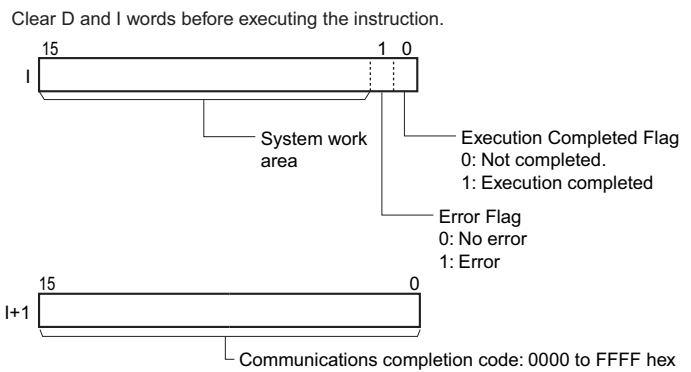 Clear D and I words before executing the instruction.
15 1 0
I
System work
area
Execution Completed Flag
0: Not completed.
1: Execution completed
Error Flag
0: No error
1: Error
15 0
I+1
Communications completion code: 0000 to FFFF hex